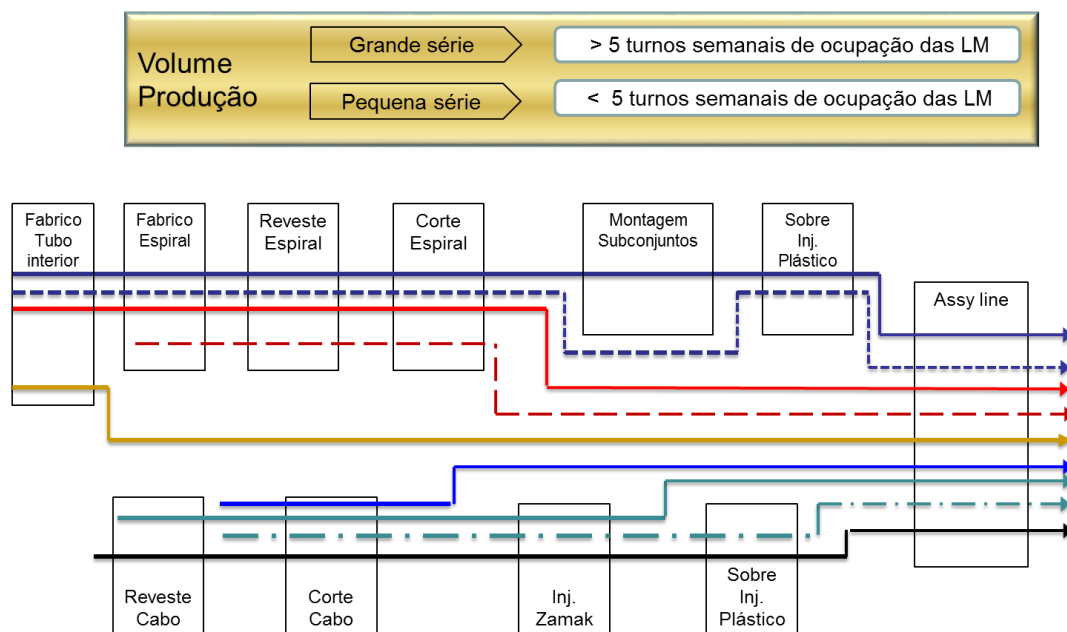 Volume
Produção
Grande série
> 5 turnos semanais de ocupação das LM
Pequena série
< 5 turnos semanais de ocupação das LM
Fabrico
Tubo
interior
Fabrico
Espiral
Reveste
Espiral
Corte
Espiral
Montagem
Subconjuntos
Sobre
Inj.
Plástico
Assy line
Reveste
Cabo
Corte
Cabo
Inj.
Zamak
Sobre
Inj.
Plástico